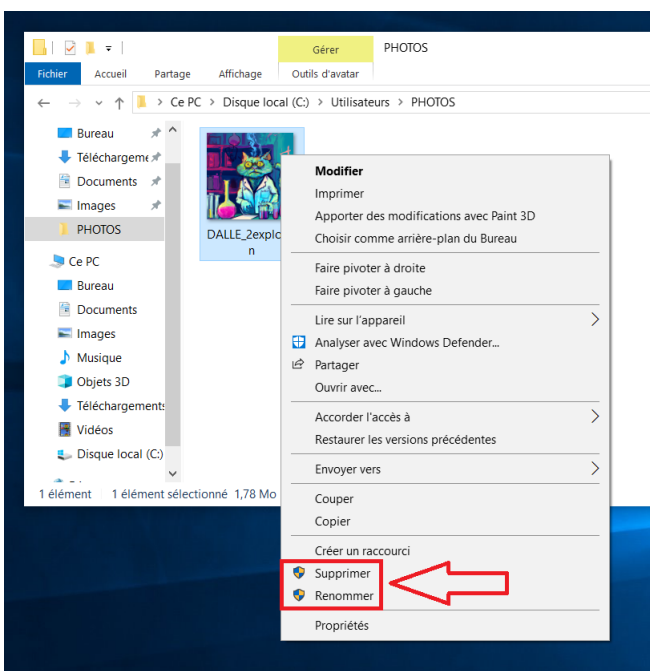 Gérer
PHOTOS
Fichier
Accueil
Partage
Affichage
Outils d'avatar
Ce PC > Disque local (C:) > Utilisateurs > PHOTOS
Bureau
Téléchargeme
Documents
Images
PHOTOS
Ce PC
Bureau
Documents
Images
Musique
Objets 3D
Téléchargements
Vidéos
Disque local (C:)
DALLE_2explo
n
1 élément
1 élément sélectionné 1,78 Mo
Modifier
Imprimer
Apporter des modifications avec Paint 3D
Choisir comme arrière-plan du Bureau
Faire pivoter à droite
Faire pivoter à gauche
Lire sur l'appareil
Analyser avec Windows Defender...
Partager
Ouvrir avec...
Accorder l'accès à
Restaurer les versions précédentes
Envoyer vers
Couper
Copier
Créer un raccourci
Supprimer
Renommer
Propriétés